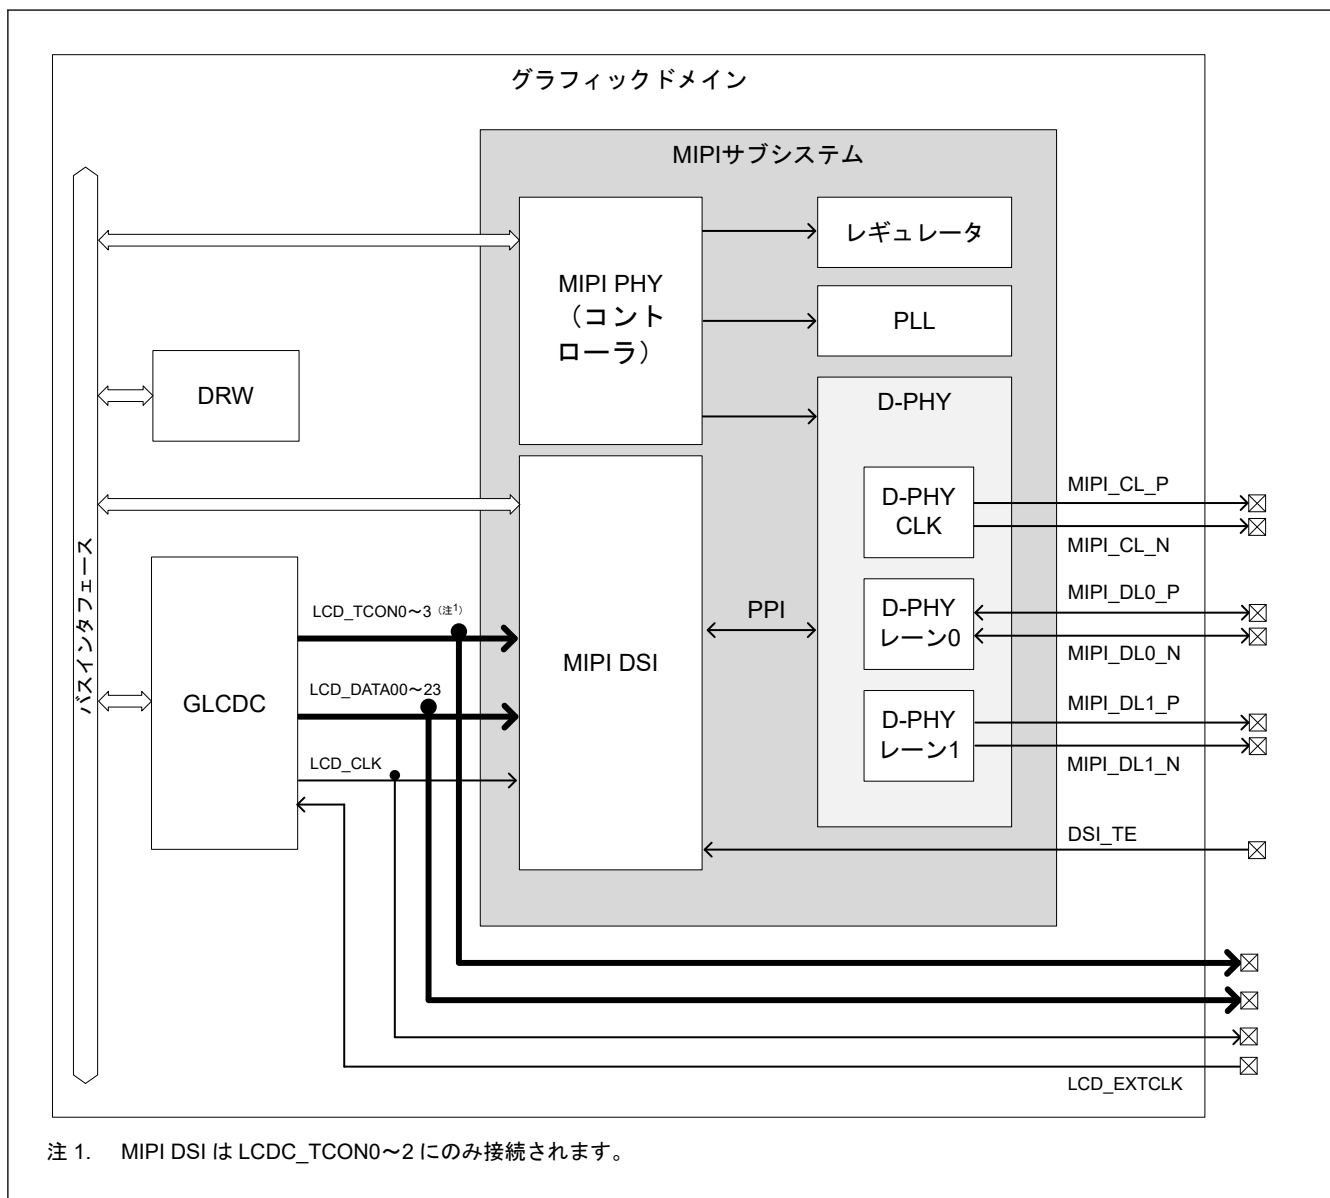 グラフィックドメイン
MIPIサブシステム
MIPI PHY
(コント
ローラ)
レギュレータ
PLL
DRW
D-PHY
D-PHY
CLK
MIPI_CL_P
MIPI_CL_N
バスインタフェース
GLCDC
LCD_TCON0～3(注1)
LCD_DATA00～23
LCD_CLK
MIPI DSI
PPI
D-PHY
レーン0
MIPI_DL0_P
MIPI_DL0_N
D-PHY
レーン1
MIPI_DL1_P
MIPI_DL1_N
DSI_TE
LCD_EXTCLK
注 1. MIPI DSI は LCDC_TCON0～2 にのみ接続されます。